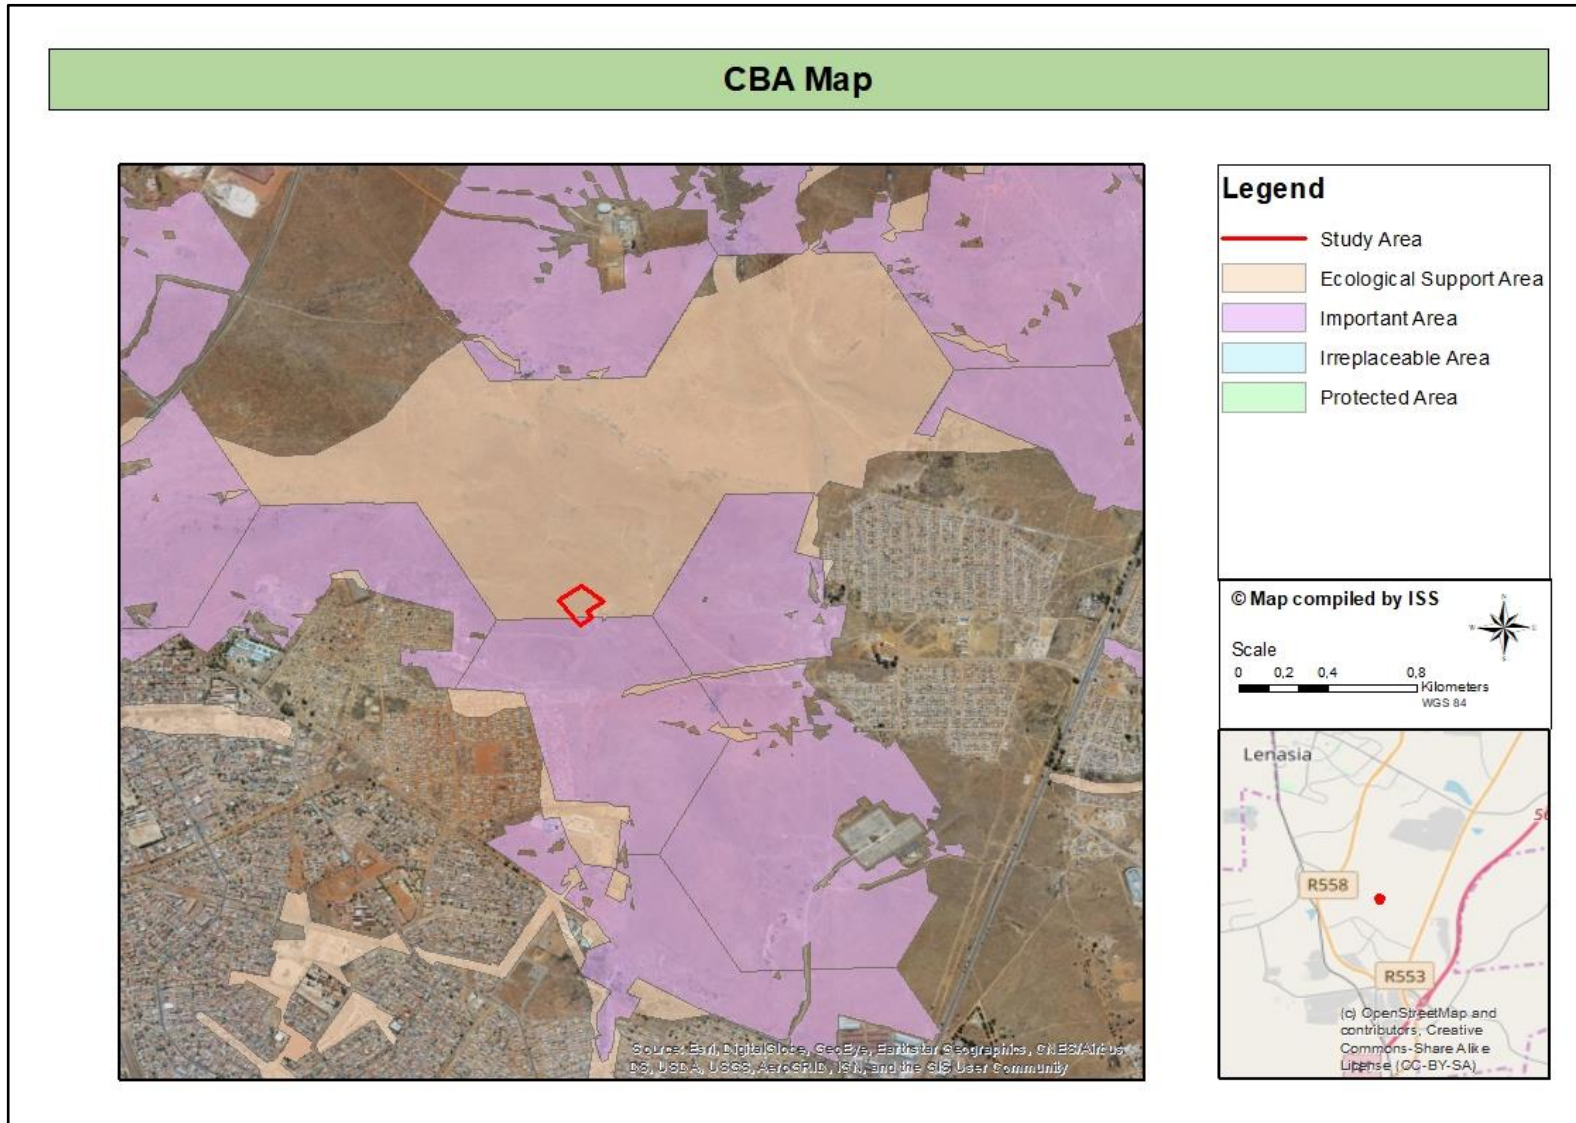 CBA Map
Legend
Study Area
Ecological Support Area
Important Area
Irreplaceable Area
Protected Area
© Map compiled by ISS
N
W
E
S
Scale
0 0,2 0,4 0,8
Kilometers
WGS 84
Lenasia
R558
R553
(c) OpenStreetMap and
contributors, Creative
Commons-Share Alike
License (CC-BY-SA)
Source: Esri, DigitalGlobe, GeoEye, Earthstar Geographics, CNES/Airbus
DS, USDA, USGS, AeroGRID, IGN, and the GIS User Community